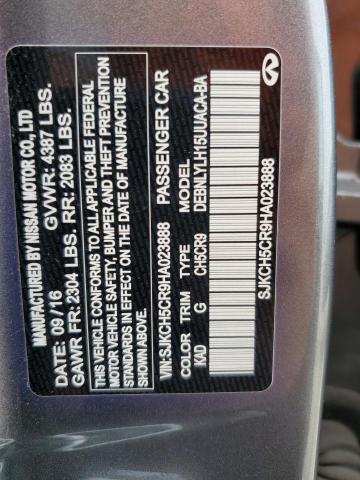 MANUFACTURED BY NISSAN MOTOR CO., LTD
DATE: 09/16 GVWR: 4387 LBS.
GAWR FR: 2304 LBS. RR: 2083 LBS.
THIS VEHICLE CONFORMS TO ALL APPLICABLE FEDERAL
MOTOR VEHICLE SAFETY, BUMPER, AND THEFT PREVENTION
STANDARDS IN EFFECT ON THE DATE OF MANUFACTURE
SHOWN ABOVE.
VIN:SJKCH5CR9HA023888 PASSENGER CAR
COLOR TRIM TYPE MODEL
KAD G CH5CR9 DEBNLYLH15UUACA-BA
SJKCH5CR9HA023888